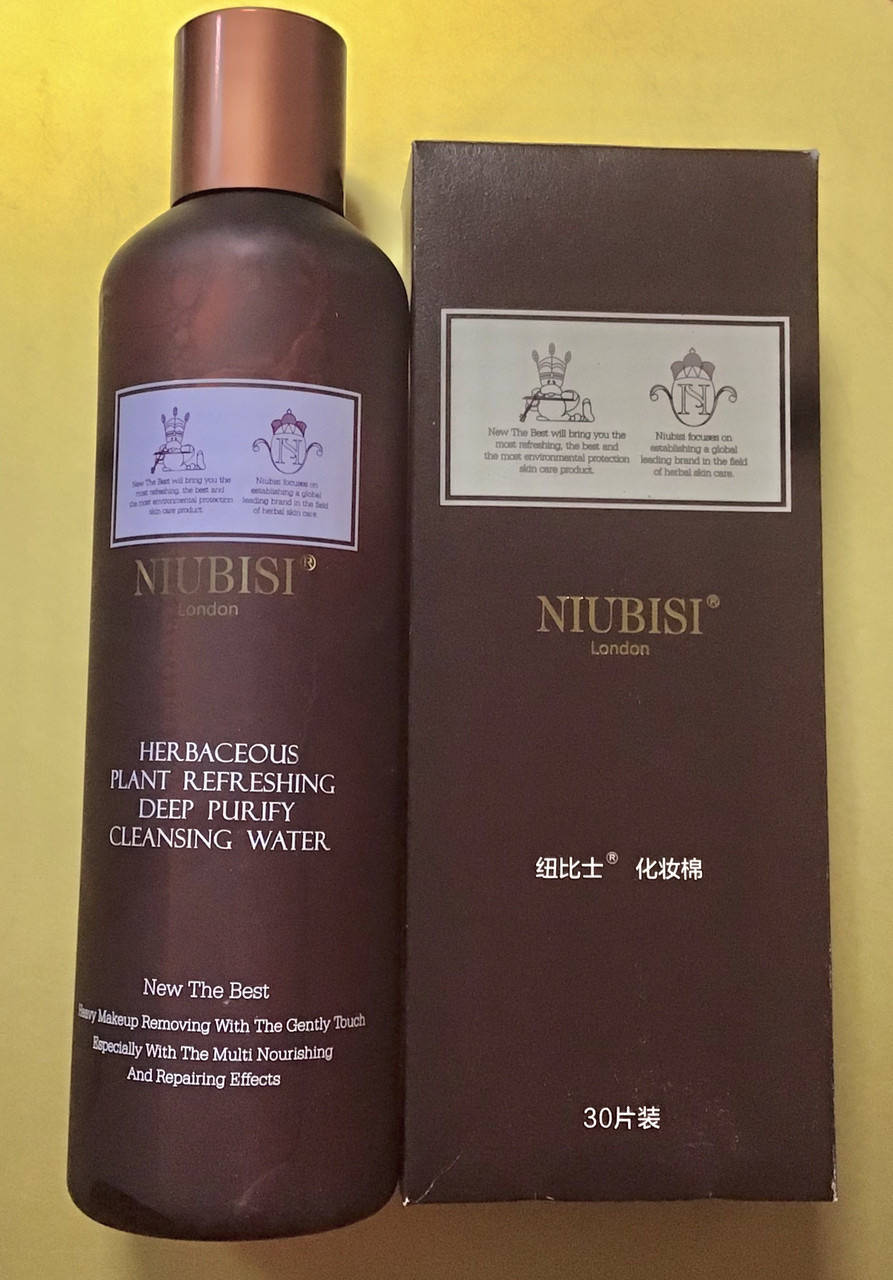 New The Best will bring you the
most refreshing, the best and
the most environmental protection
skin care product.
Niubisi focuses on
establishing a global
leading brand in the field
of herbal skin care.
NIUBISI®
London
HERBACEOUS
PLANT REFRESHING
DEEP PURIFY
CLEANSING WATER
New The Best
Heavy Makeup Removing With The Gently Touch
Especially With The Multi Nourishing
And Repairing Effects
New The Best will bring you the
most refreshing, the best and
the most environmental protection
skin care product.
N
Niubisi focuses on
establishing a global
leading brand in the field
of herbal skin care.
NIUBISI®
London
纽比士® 化妆棉
30片装